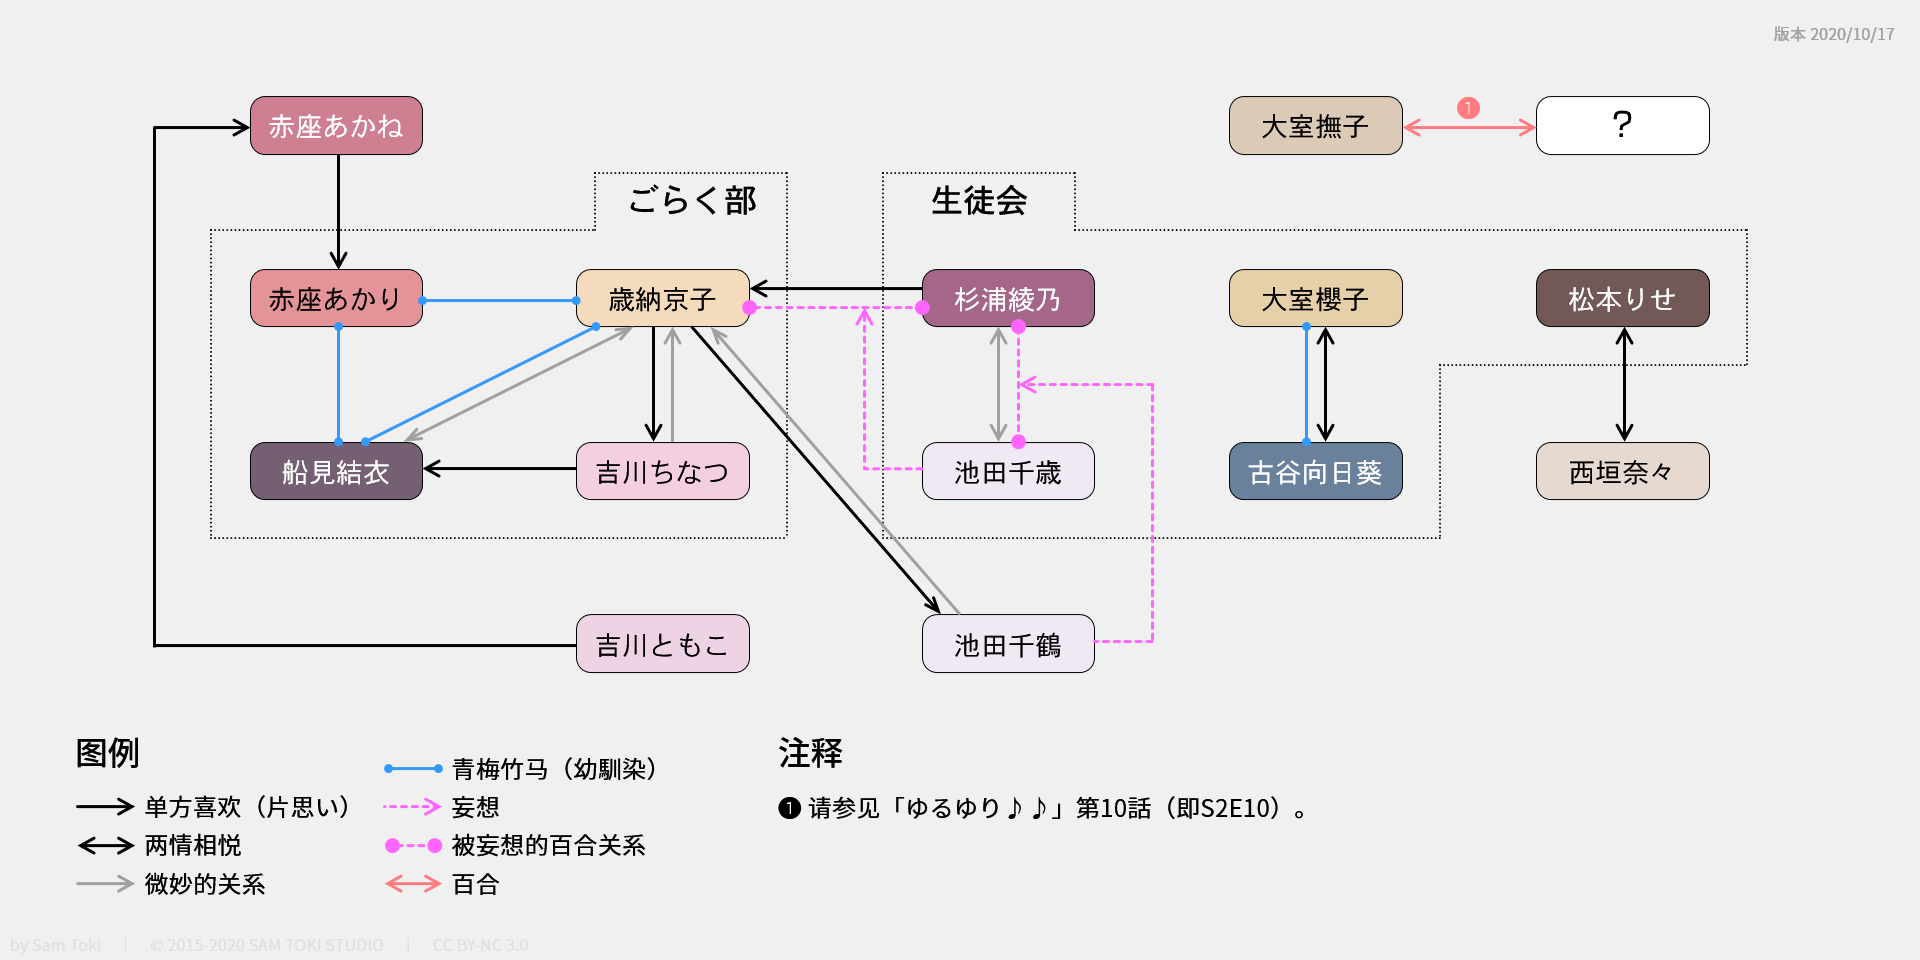 版本 2020/10/17
赤座あかね
大室撫子
1
?
ごらく部
生徒会
赤座あかり
歳納京子
杉浦綾乃
大室櫻子
松本りせ
船見結衣
吉川ちなつ
池田千歳
古谷向日葵
西垣奈々
吉川ともこ
池田千鶴
图例
单方喜欢（片思い）
两情相悦
微妙的关系
青梅竹马（幼馴染）
妄想
被妄想的百合关系
百合
注释
❶ 请参见「ゆるゆり♪♪」第10話（即S2E10）。
by Sam Toki | © 2015-2020 SAM TOKI STUDIO | CC BY-NC 3.0